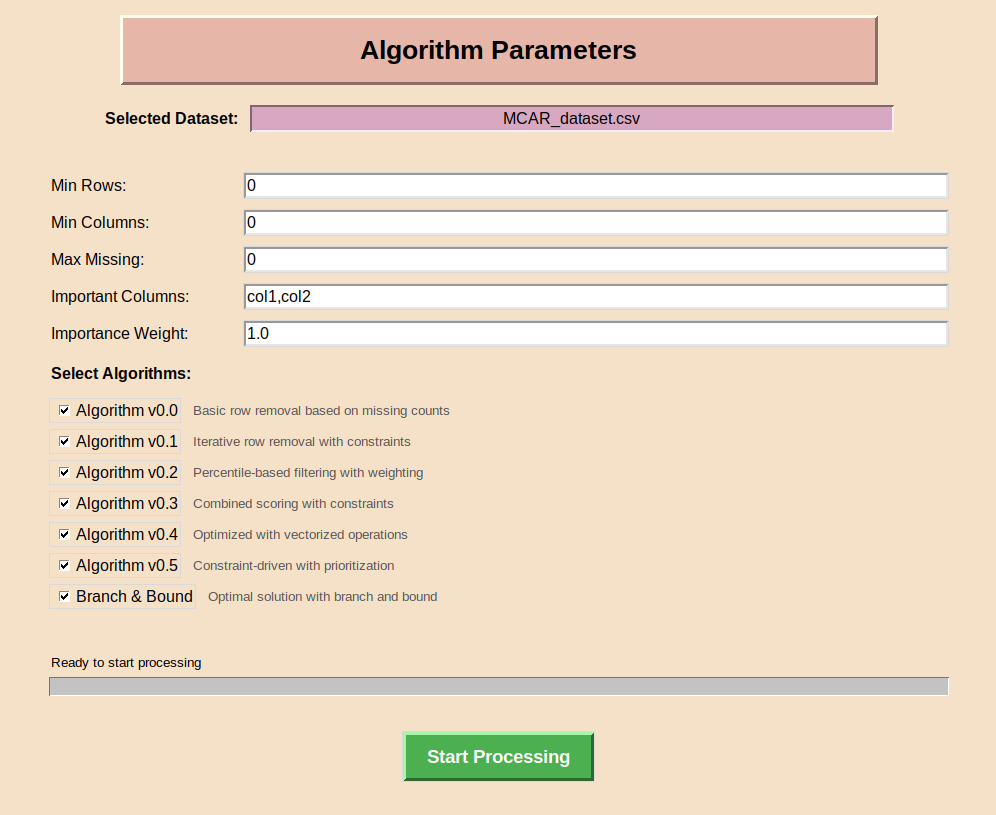 Algorithm Parameters
Selected Dataset: MCAR_dataset.csv
Min Rows: 0
Min Columns: 0
Max Missing: 0
Important Columns: col1,col2
Importance Weight: 1.0
Select Algorithms:
Algorithm v0.0 Basic row removal based on missing counts
Algorithm v0.1 Iterative row removal with constraints
Algorithm v0.2 Percentile-based filtering with weighting
Algorithm v0.3 Combined scoring with constraints
Algorithm v0.4 Optimized with vectorized operations
Algorithm v0.5 Constraint-driven with prioritization
Branch & Bound Optimal solution with branch and bound
Ready to start processing
Start Processing